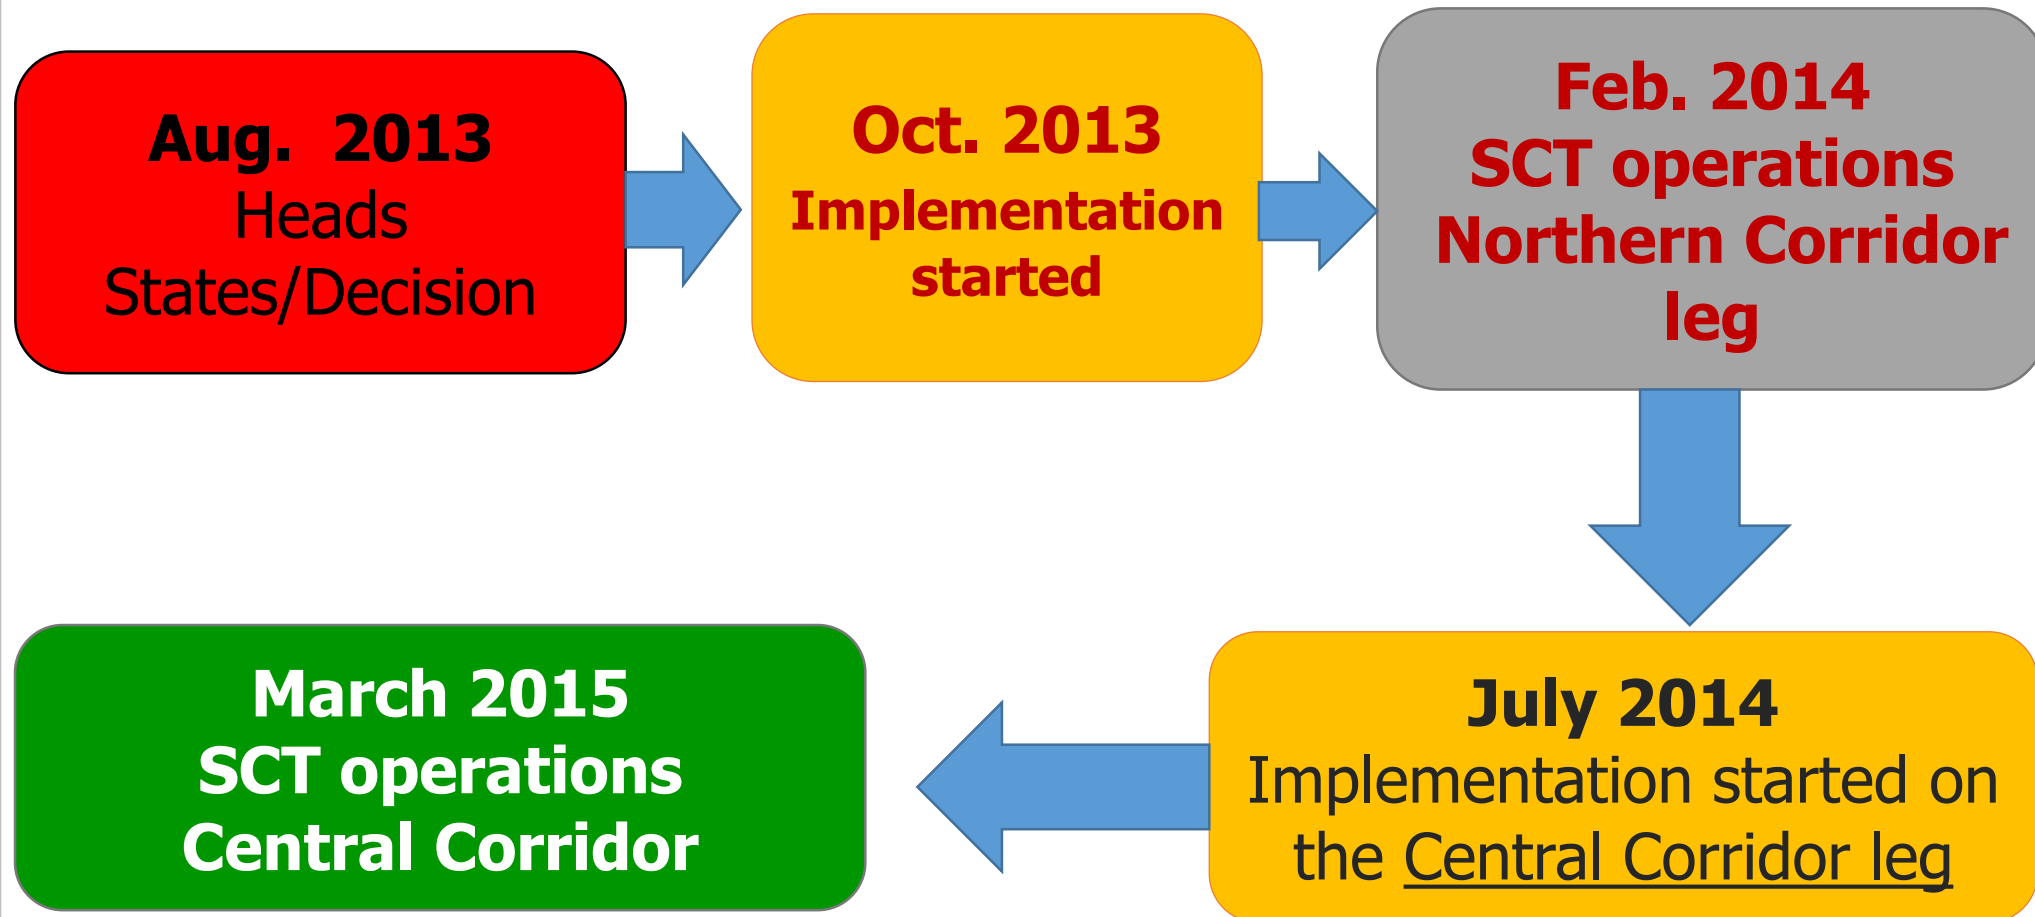 Aug.  2013
Heads
States/Decision
Oct. 2013
Implementation
started
Feb. 2014
SCT operations
Northern Corridor
leg
July 2014
Implementation started on
the Central Corridor leg
March 2015
SCT operations
Central Corridor